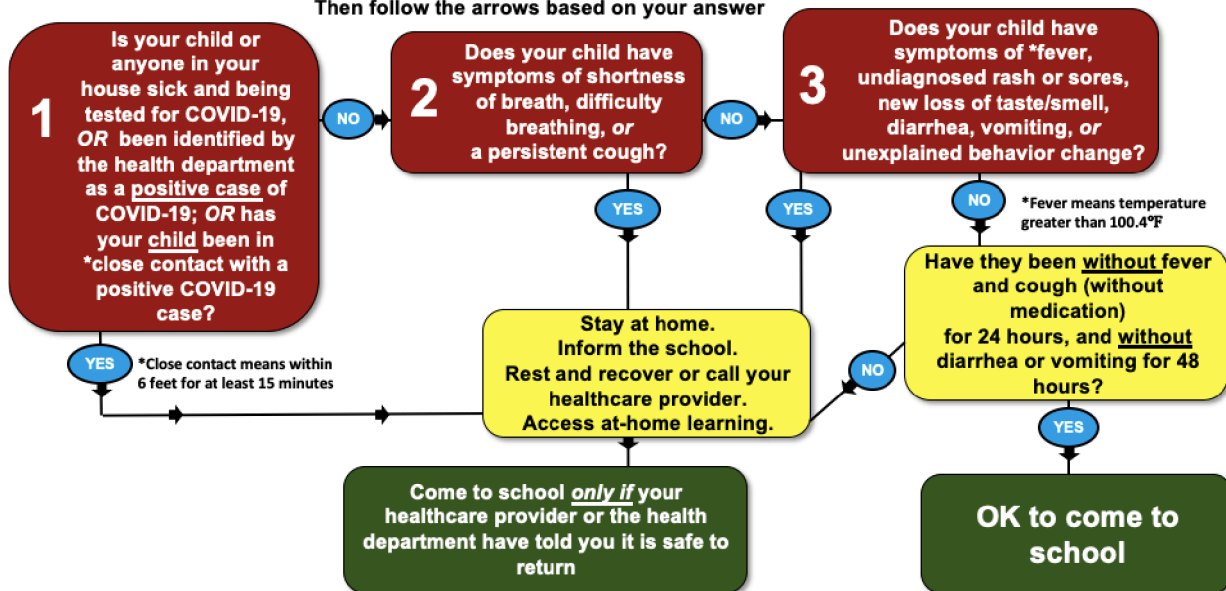 Then follow the arrows based on your answer
1
Is your child or
anyone in your
house sick and being
tested for COVID-19,
OR been identified by
the health department
as a positive case of
COVID-19; OR has
your child been in
*close contact with a
positive COVID-19
case?
NO
2
Does your child have
symptoms of shortness
of breath, difficulty
breathing, or
a persistent cough?
NO
3
Does your child have
symptoms of *fever,
undiagnosed rash or sores,
new loss of taste/smell,
diarrhea, vomiting, or
unexplained behavior change?
YES
YES
NO
*Fever means temperature
greater than 100.4°F
Have they been without fever
and cough (without
medication)
for 24 hours, and without
diarrhea or vomiting for 48
hours?
YES
*Close contact means within
6 feet for at least 15 minutes
Stay at home.
Inform the school.
Rest and recover or call your
healthcare provider.
Access at-home learning.
NO
YES
Come to school only if your
healthcare provider or the health
department have told you it is safe to
return
OK to come to
school